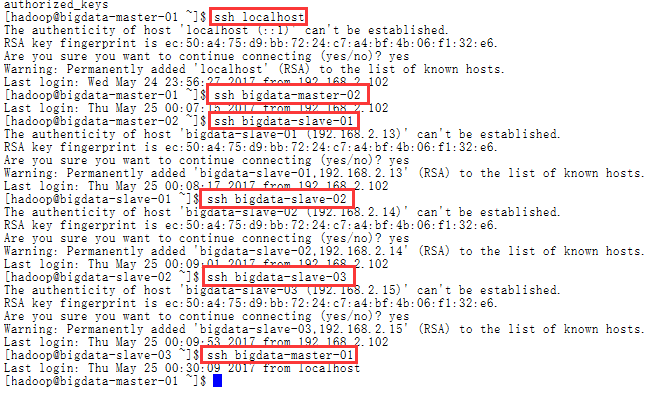 authorized_keys
[hadoop@bigdata-master-01 ~]$ ssh localhost
The authenticity of host 'localhost (::1)' can't be established.
RSA key fingerprint is ec:50:a4:75:d9:bb:72:24:c7:a4:bf:4b:06:f1:32:e6.
Are you sure you want to continue connecting (yes/no)? yes
Warning: Permanently added 'localhost' (RSA) to the list of known hosts.
Last login: Wed May 24 23:56:27 2017 from 192.168.2.102
[hadoop@bigdata-master-01 ~]$ ssh bigdata-master-02
Last login: Thu May 25 00:07:15 2017 from 192.168.2.102
[hadoop@bigdata-master-02 ~]$ ssh bigdata-slave-01
The authenticity of host 'bigdata-slave-01 (192.168.2.13)' can't be established.
RSA key fingerprint is ec:50:a4:75:d9:bb:72:24:c7:a4:bf:4b:06:f1:32:e6.
Are you sure you want to continue connecting (yes/no)? yes
Warning: Permanently added 'bigdata-slave-01,192.168.2.13' (RSA) to the list of known hosts.
Last login: Thu May 25 00:08:17 2017 from 192.168.2.102
[hadoop@bigdata-slave-01 ~]$ ssh bigdata-slave-02
The authenticity of host 'bigdata-slave-02 (192.168.2.14)' can't be established.
RSA key fingerprint is ec:50:a4:75:d9:bb:72:24:c7:a4:bf:4b:06:f1:32:e6.
Are you sure you want to continue connecting (yes/no)? yes
Warning: Permanently added 'bigdata-slave-02,192.168.2.14' (RSA) to the list of known hosts.
Last login: Thu May 25 00:09:01 2017 from 192.168.2.102
[hadoop@bigdata-slave-02 ~]$ ssh bigdata-slave-03
The authenticity of host 'bigdata-slave-03 (192.168.2.15)' can't be established.
RSA key fingerprint is ec:50:a4:75:d9:bb:72:24:c7:a4:bf:4b:06:f1:32:e6.
Are you sure you want to continue connecting (yes/no)? yes
Warning: Permanently added 'bigdata-slave-03,192.168.2.15' (RSA) to the list of known hosts.
Last login: Thu May 25 00:09:53 2017 from 192.168.2.102
[hadoop@bigdata-slave-03 ~]$ ssh bigdata-master-01
Last login: Thu May 25 00:30:09 2017 from localhost
[hadoop@bigdata-master-01 ~]$